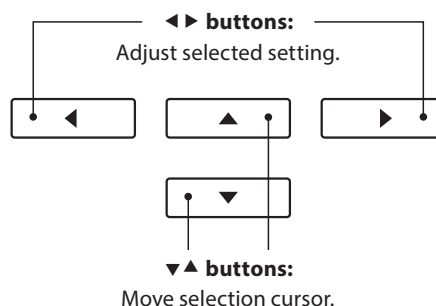 ◀ ▶ buttons:
Adjust selected setting.
◀
▲
▶
▼
▼▲ buttons:
Move selection cursor.